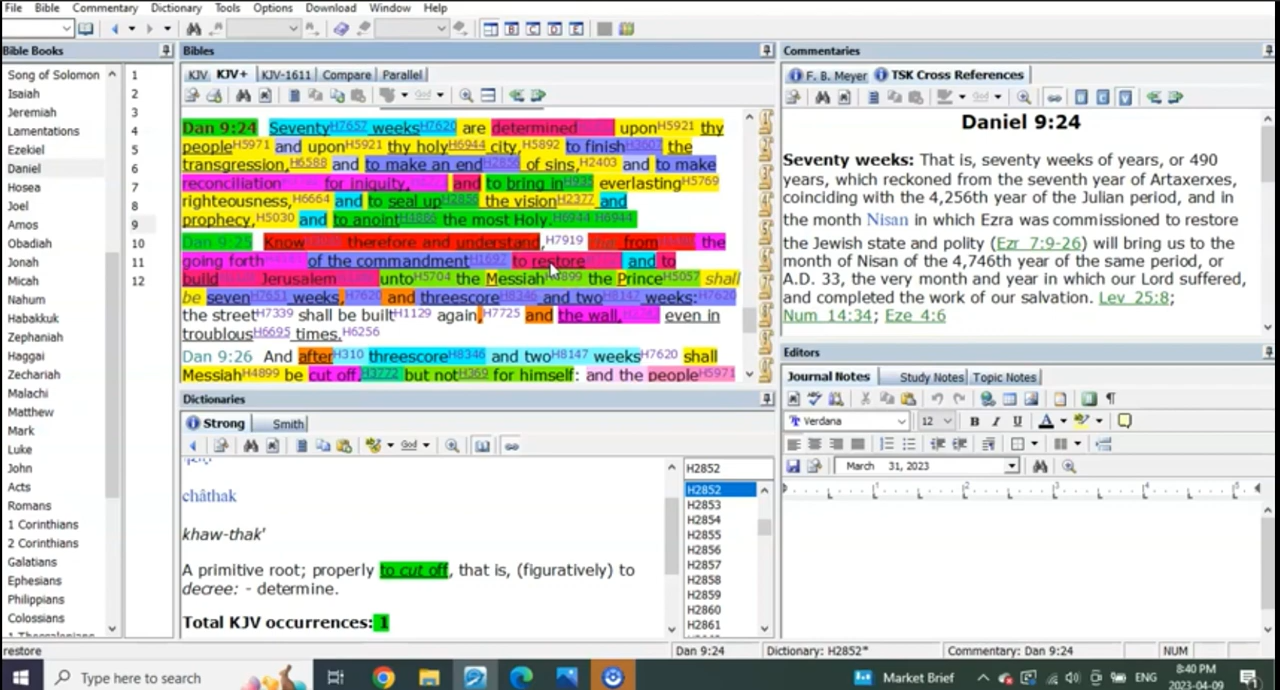 File Bible Commentary Dictionary Tools Options Download Window Help
Bible Books
Song of Solomon
Isaiah
Jeremiah
Lamentations
Ezekiel
Daniel
Hosea
Joel
Amos
Obadiah
Jonah
Micah
Nahum
Habakkuk
Zephaniah
Haggai
Zechariah
Malachi
Matthew
Mark
Luke
John
Acts
Romans
1 Corinthians
2 Corinthians
Galatians
Ephesians
Philippians
Colossians
1
2
3
4
5
6
7
8
9
10
11
12
Bibles
KJV KJV+ KJV-1611 Compare Parallel
Dan 9:24 Seventy H7657 weeks H7620 are determined upon H5921 thy
people H5971 and upon H5921 thy holy H6944 city, H5892 to finish H3607 the
transgression, H6588 and to make an end H2856 of sins, H2403 and to make
reconciliation for iniquity, and to bring in H935 everlasting H5769
righteousness, H6664 and to seal up H2856 the vision H2377 and
prophecy, H5030 and to anoint H4886 the most Holy. H6944 H6944
Dan 9:25 Know therefore and understand, H7919 from the
going forth of the commandment H1697 to restore and to
build Jerusalem unto H5704 the Messiah H4899 the Prince H5057 shall
be seven H7651 weeks, H7620 and threescore H8346 and two H8147 weeks: H7620
the street H7339 shall be built H1129 again, H7725 and the wall, even in
troublous H6695 times. H6256
Dan 9:26 And after H310 threescore H8346 and two H8147 weeks H7620 shall
Messiah H4899 be cut off, H3772 but not H369 for himself: and the people H5971
Dictionaries
Strong Smith
châthak
khaw-thak'
A primitive root; properly to cut off, that is, (figuratively) to
decree: - determine.
Total KJV occurrences: 1
H2852
H2852
H2853
H2854
H2855
H2856
H2857
H2858
H2859
H2860
H2861
Commentaries
F. B. Meyer TSK Cross References
Daniel 9:24
Seventy weeks: That is, seventy weeks of years, or 490
years, which reckoned from the seventh year of Artaxerxes,
coinciding with the 4,256th year of the Julian period, and in
the month Nisan in which Ezra was commissioned to restore
the Jewish state and polity (Ezr 7:9-26) will bring us to the
month of Nisan of the 4,746th year of the same period, or
A.D. 33, the very month and year in which our Lord suffered,
and completed the work of our salvation. Lev 25:8;
Num 14:34; Eze 4:6
Editors
Journal Notes Study Notes Topic Notes
Verdana 12 B I U A
March 31, 2023
1 2 3 4 5
restore Dan 9:24 Dictionary: H2852* Commentary: Dan 9:24 NUM
Type here to search Market Brief ENG 8:40 PM
2023-04-09